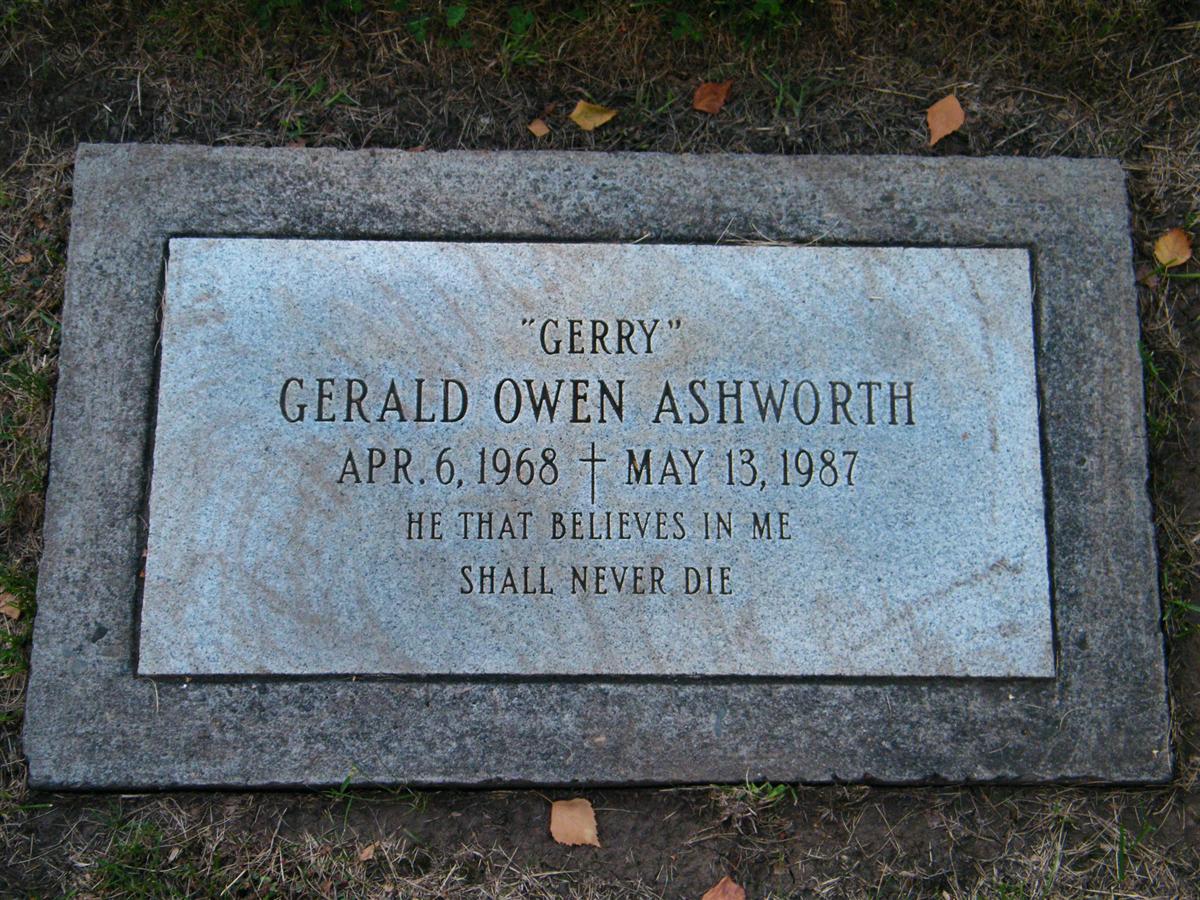 "GERRY"
GERALD OWEN ASHWORTH
APR. 6, 1968 † MAY 13, 1987
HE THAT BELIEVES IN ME
SHALL NEVER DIE